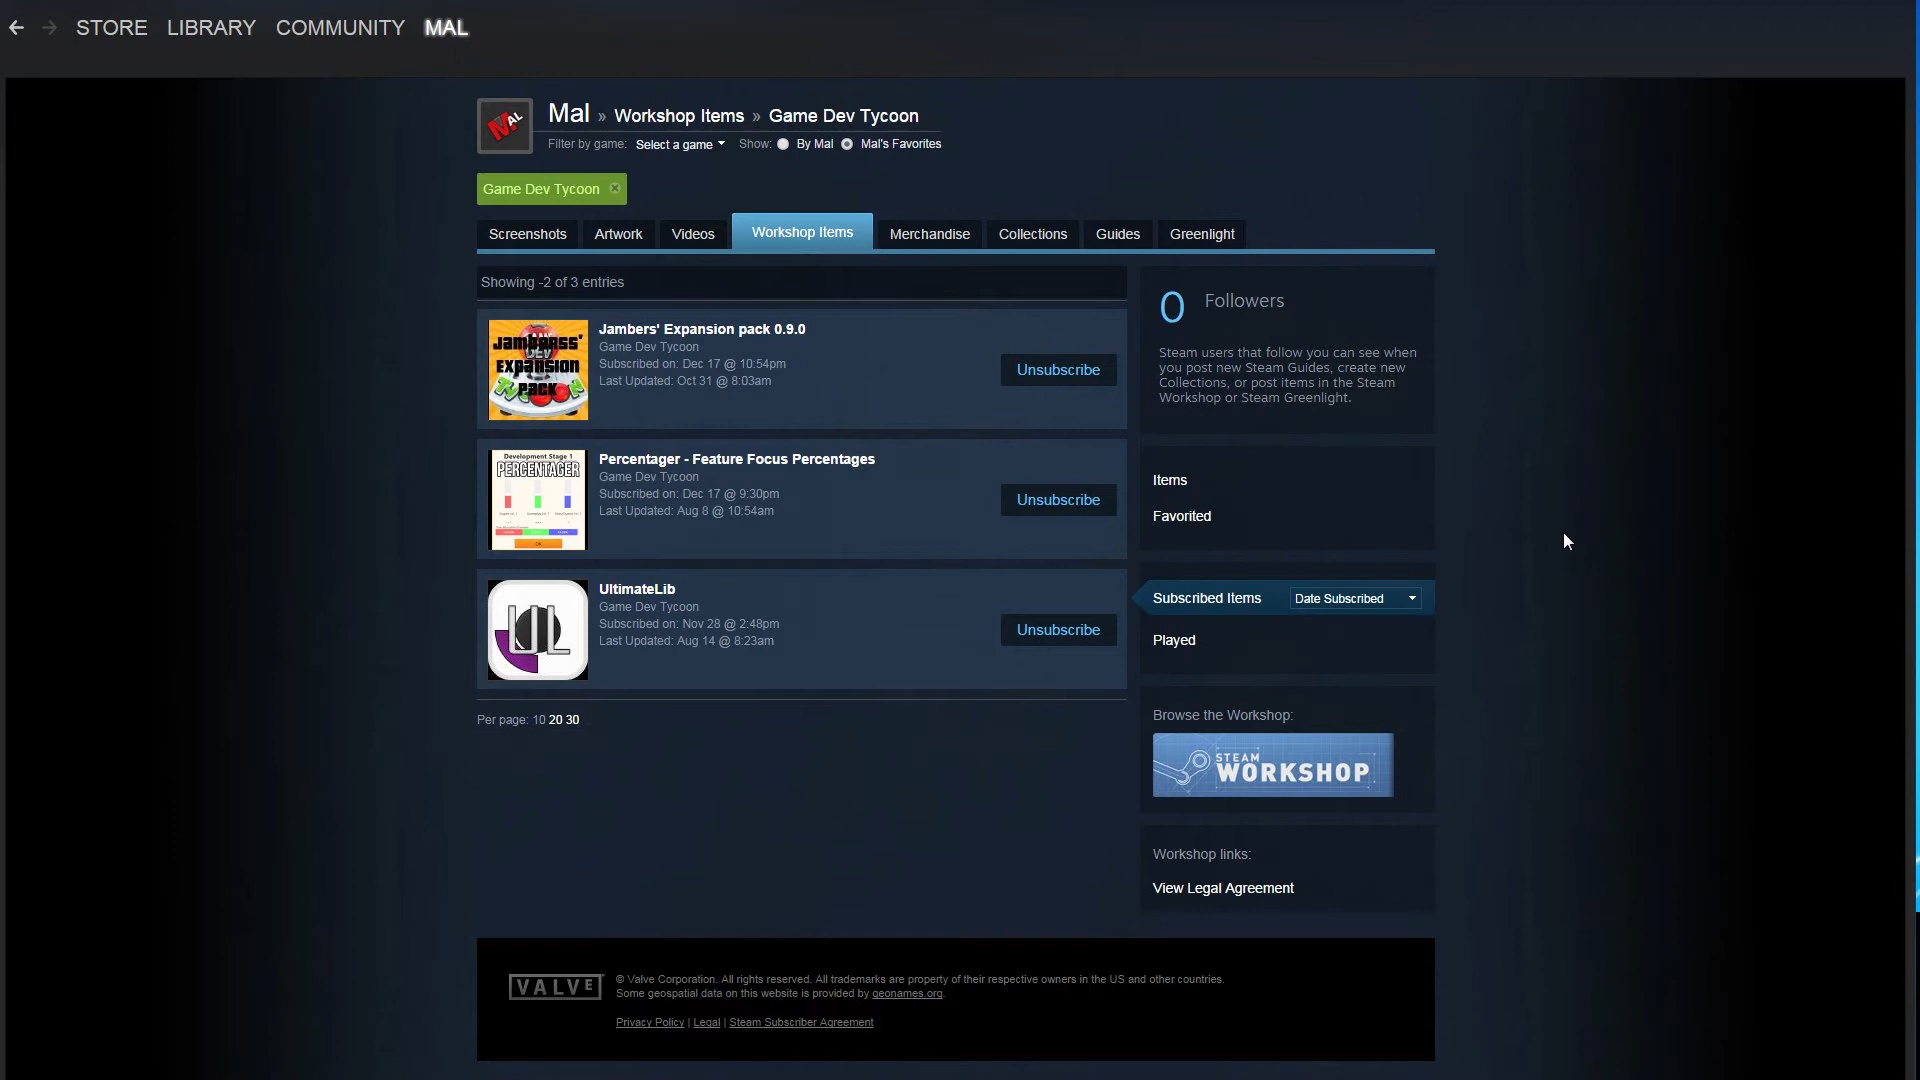 STORE LIBRARY COMMUNITY MAL
MAL
Mal » Workshop Items » Game Dev Tycoon
Filter by game: Select a game Show: By Mal Mal's Favorites
Game Dev Tycoon
Screenshots Artwork Videos Workshop Items Merchandise Collections Guides Greenlight
Showing -2 of 3 entries
Jambers' Expansion pack 0.9.0
Game Dev Tycoon
Subscribed on: Dec 17 @ 10:54pm
Last Updated: Oct 31 @ 8:03am
Unsubscribe
EXPANSION
PACK
Percentager - Feature Focus Percentages
Game Dev Tycoon
Subscribed on: Dec 17 @ 9:30pm
Last Updated: Aug 8 @ 10:54am
Unsubscribe
Development Stage 1
PERCENTAGER
UltimateLib
Game Dev Tycoon
Subscribed on: Nov 28 @ 2:48pm
Last Updated: Aug 14 @ 8:23am
Unsubscribe
UL
Per page: 10 20 30
0 Followers
Steam users that follow you can see when
you post new Steam Guides, create new
Collections, or post items in the Steam
Workshop or Steam Greenlight.
Items
Favorited
Subscribed Items Date Subscribed
Played
Browse the Workshop:
STEAM
WORKSHOP
Workshop links:
View Legal Agreement
VALVE
© Valve Corporation. All rights reserved. All trademarks are property of their respective owners in the US and other countries.
Some geospatial data on this website is provided by geonames.org.
Privacy Policy | Legal | Steam Subscriber Agreement